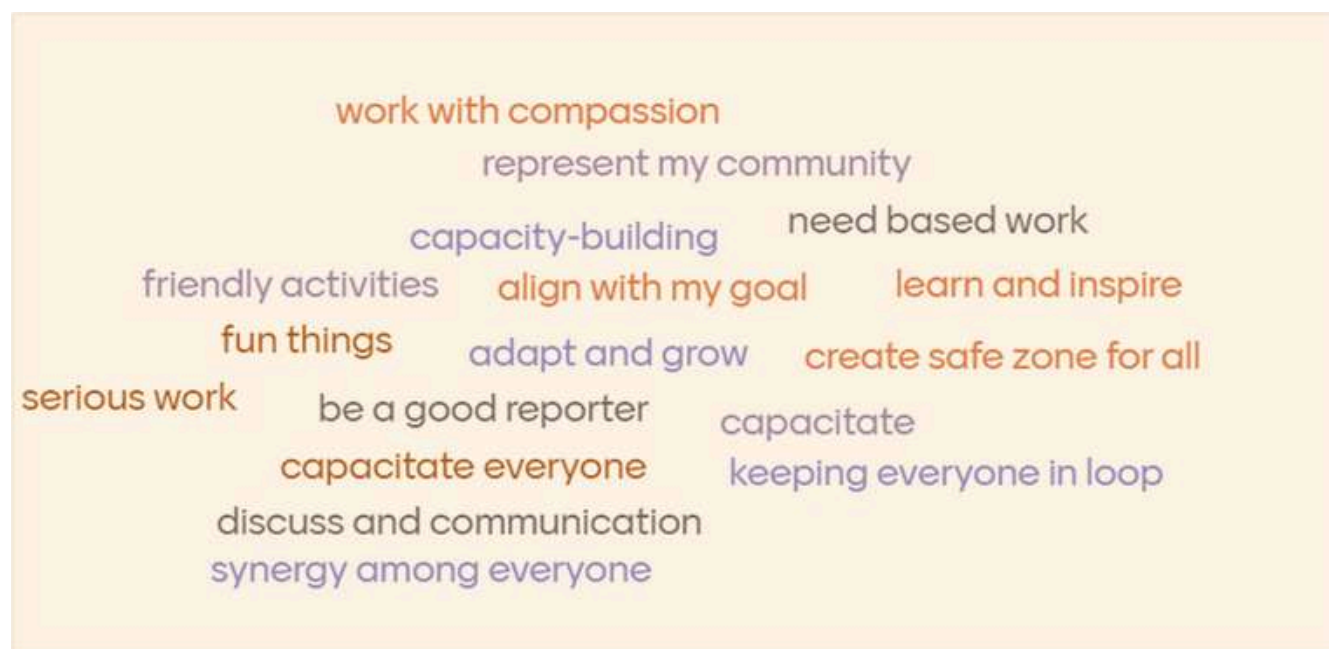 work with compassion
represent my community
need based work
capacity-building
friendly activities
align with my goal
learn and inspire
fun things
adapt and grow
create safe zone for all
serious work
be a good reporter
capacitate
capacitate everyone
keeping everyone in loop
discuss and communication
synergy among everyone